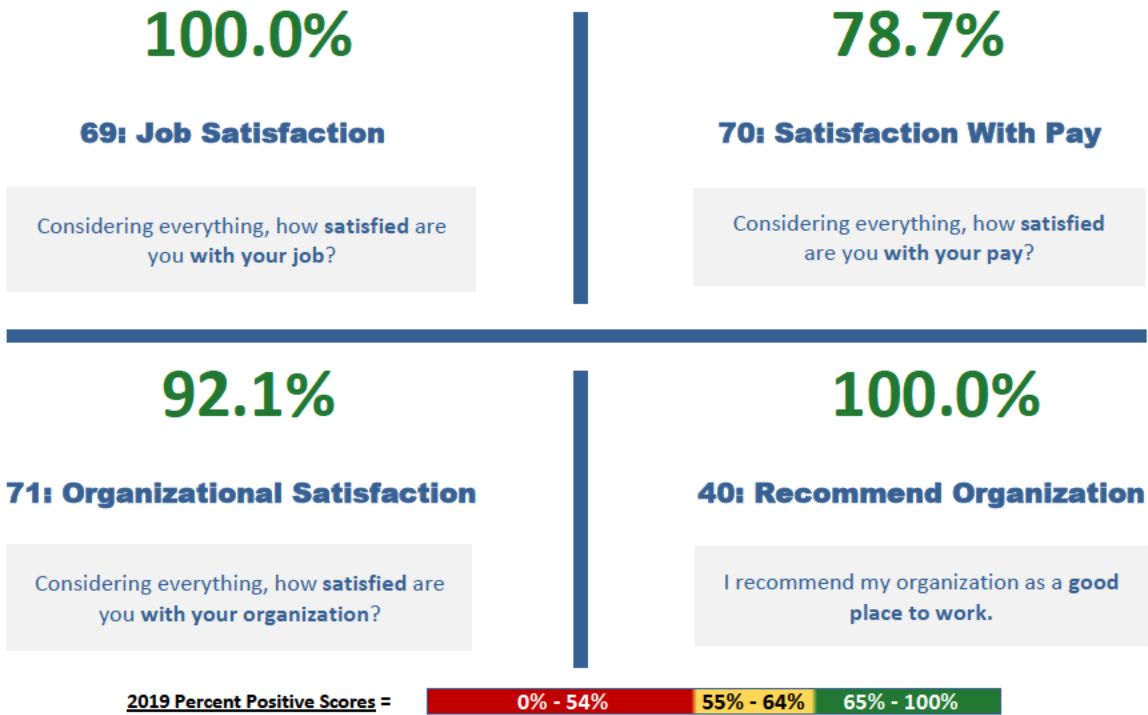 100.0%
69: Job Satisfaction
Considering everything, how satisfied are
you with your job?
78.7%
70: Satisfaction With Pay
Considering everything, how satisfied
are you with your pay?
92.1%
71: Organizational Satisfaction
Considering everything, how satisfied are
you with your organization?
100.0%
40: Recommend Organization
I recommend my organization as a good
place to work.
2019 Percent Positive Scores = 0% - 54% 55% - 64% 65% - 100%